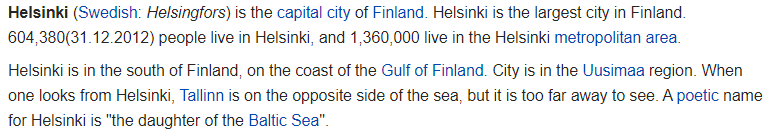 Helsinki (Swedish: Helsingfors) is the capital city of Finland. Helsinki is the largest city in Finland.
604,380(31.12.2012) people live in Helsinki, and 1,360,000 live in the Helsinki metropolitan area.
Helsinki is in the south of Finland, on the coast of the Gulf of Finland. City is in the Uusimaa region. When
one looks from Helsinki, Tallinn is on the opposite side of the sea, but it is too far away to see. A poetic name
for Helsinki is "the daughter of the Baltic Sea".